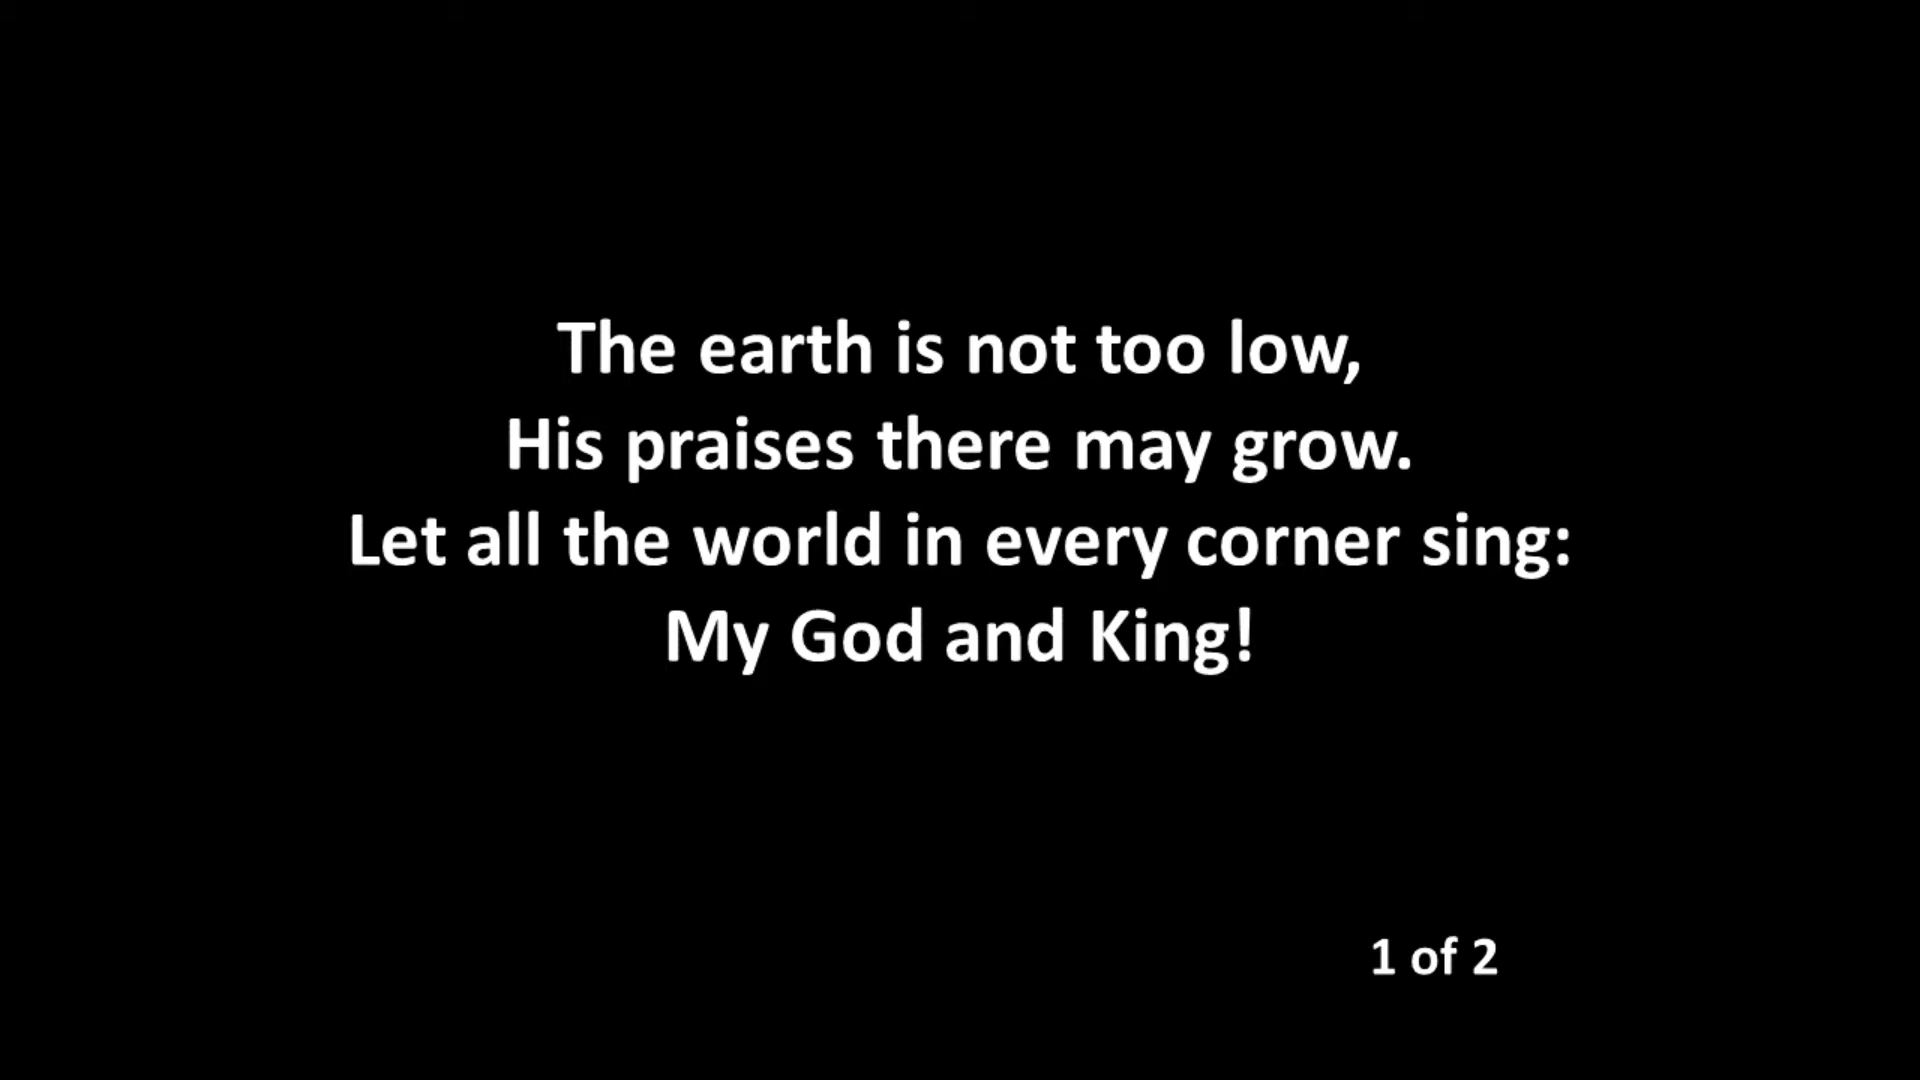 The earth is not too low,
His praises there may grow.
Let all the world in every corner sing:
My God and King!
1 of 2